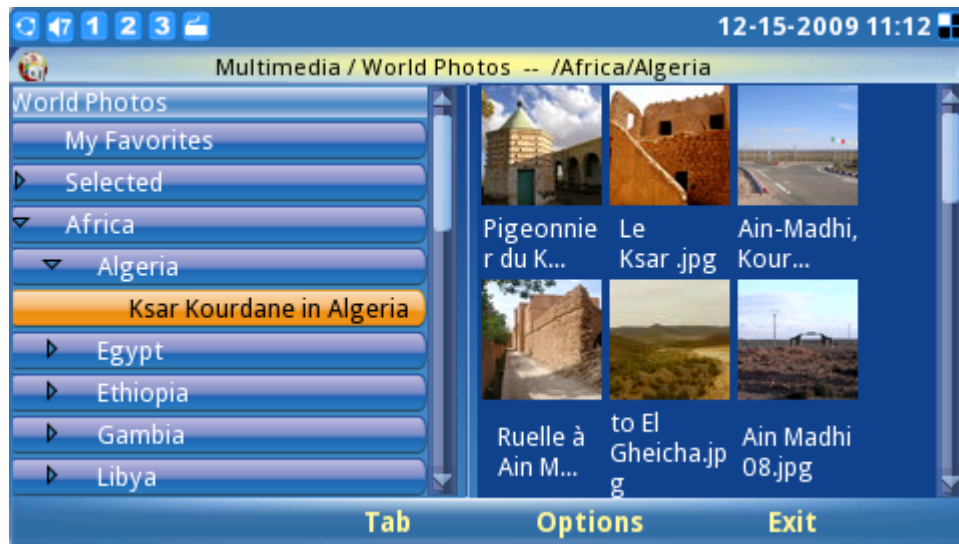 7 1 2 3 12-15-2009 11:12
Multimedia / World Photos -- /Africa/Algeria
World Photos
My Favorites
Selected
Africa
Algeria
Ksar Kourdane in Algeria
Egypt
Ethiopia
Gambia
Libya
Pigeonnie
r du K...
Le
Ksar .jpg
Ain-Madhi,
Kour...
Ruelle à
Ain M...
to El
Gheicha.jp
g
Ain Madhi
08.jpg
Tab Options Exit